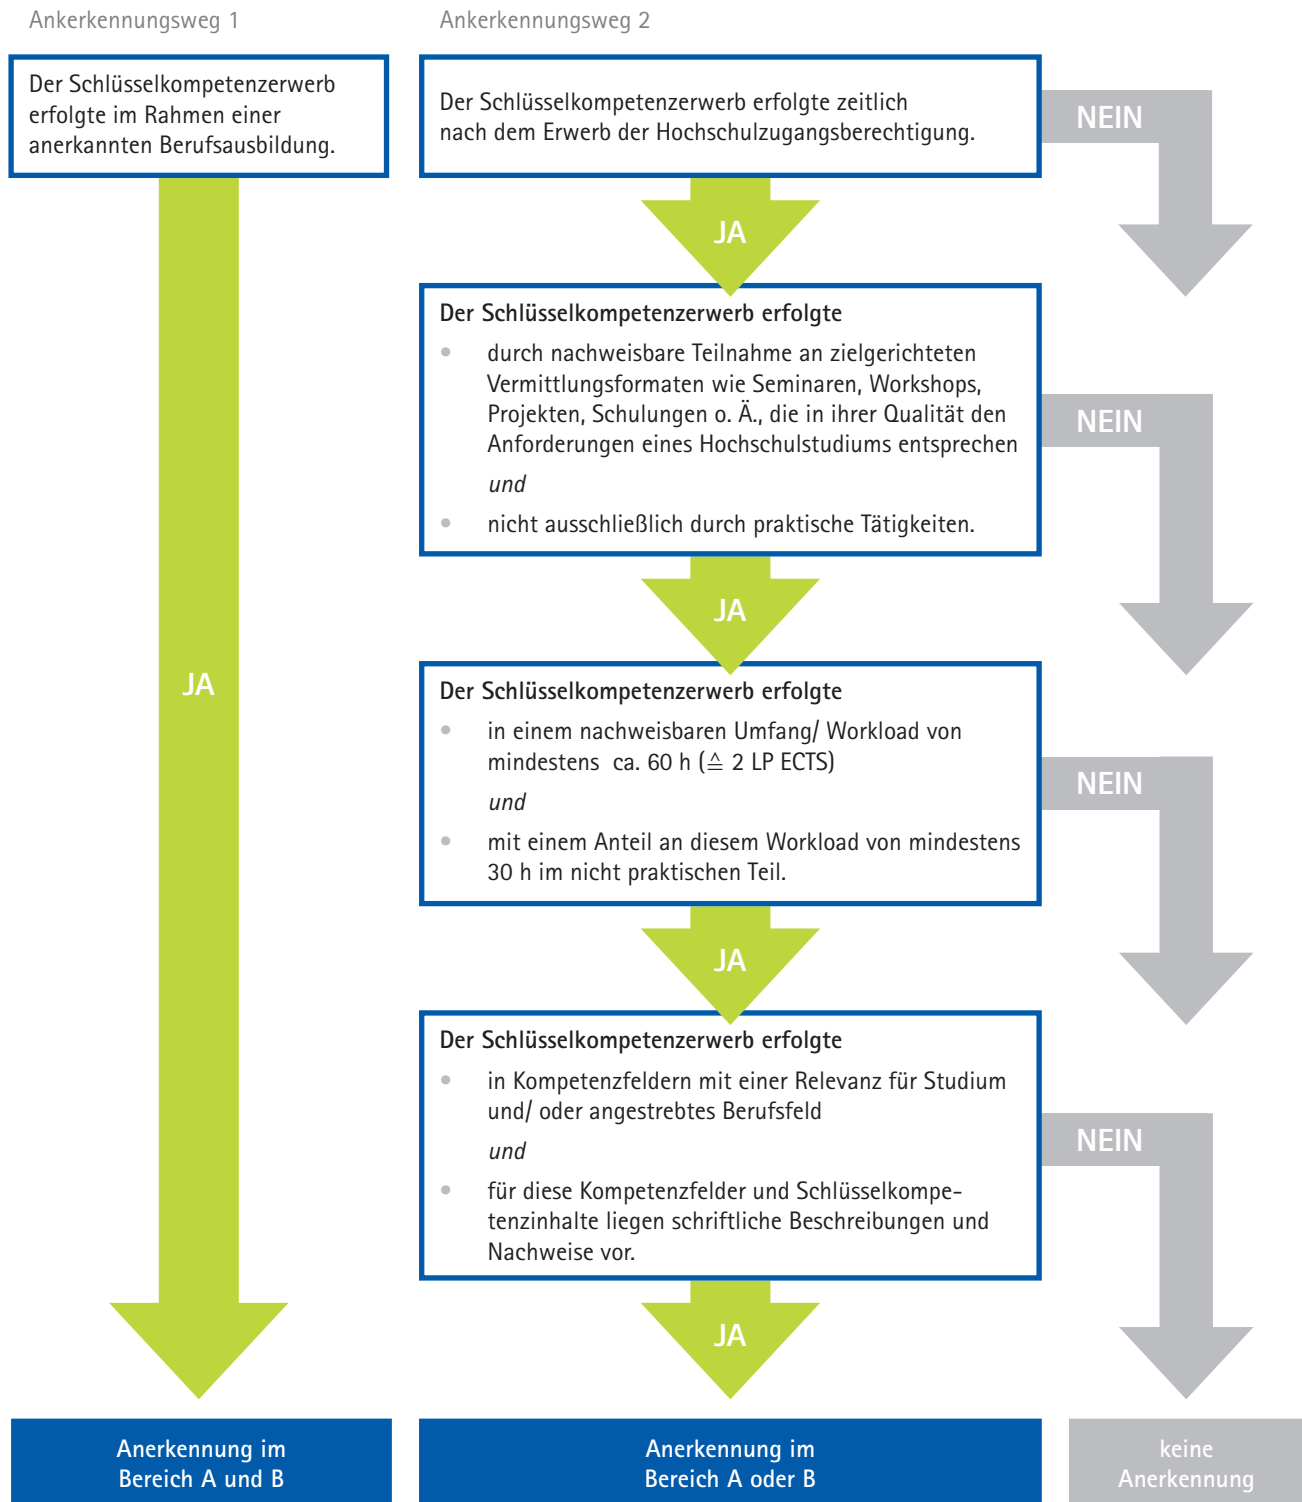 Ankerkennungsweg 1
Der Schlüsselkompetenzerwerb
erfolgte im Rahmen einer
anerkannten Berufsausbildung.
JA
Anerkennung im
Bereich A und B
Ankerkennungsweg 2
Der Schlüsselkompetenzerwerb erfolgte zeitlich
nach dem Erwerb der Hochschulzugangsberechtigung.
NEIN
JA
Der Schlüsselkompetenzerwerb erfolgte
• durch nachweisbare Teilnahme an zielgerichteten
Vermittlungsformaten wie Seminaren, Workshops,
Projekten, Schulungen o. Ä., die in ihrer Qualität den
Anforderungen eines Hochschulstudiums entsprechen
und
• nicht ausschließlich durch praktische Tätigkeiten.
NEIN
JA
Der Schlüsselkompetenzerwerb erfolgte
• in einem nachweisbaren Umfang/ Workload von
mindestens ca. 60 h (≙ 2 LP ECTS)
und
• mit einem Anteil an diesem Workload von mindestens
30 h im nicht praktischen Teil.
NEIN
JA
Der Schlüsselkompetenzerwerb erfolgte
• in Kompetenzfeldern mit einer Relevanz für Studium
und/ oder angestrebtes Berufsfeld
und
• für diese Kompetenzfelder und Schlüsselkompe-
tenzinhalte liegen schriftliche Beschreibungen und
Nachweise vor.
NEIN
JA
Anerkennung im
Bereich A oder B
keine
Anerkennung